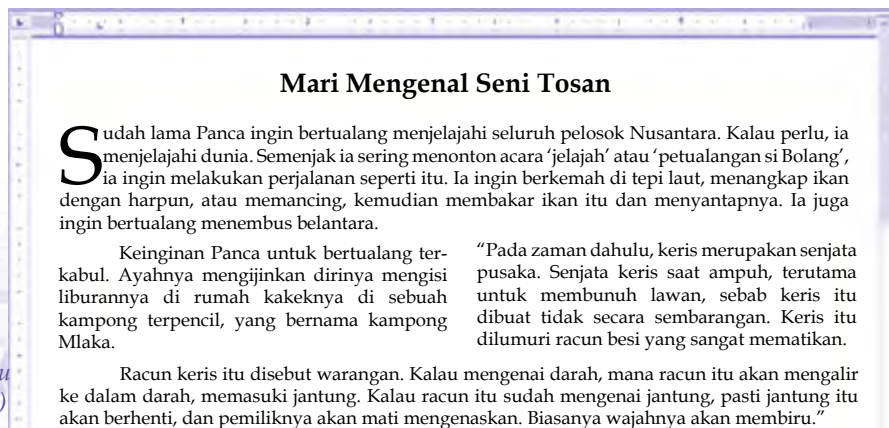 Mari Mengenal Seni Tosan
Sudah lama Panca ingin bertualang menjelajahi seluruh pelosok Nusantara. Kalau perlu, ia
menjelajahi dunia. Semenjak ia sering menonton acara ‘jelajah’ atau ‘petualangan si Bolang’,
ia ingin melakukan perjalanan seperti itu. Ia ingin berkemah di tepi laut, menangkap ikan
dengan harpun, atau memancing, kemudian membakar ikan itu dan menyantapnya. Ia juga
ingin bertualang menembus belantara.
Keinginan Panca untuk bertualang ter-
kabul. Ayahnya mengijinkan dirinya mengisi
liburannya di rumah kakeknya di sebuah
kampong terpencil, yang bernama kampong
Mlaka.
“Pada zaman dahulu, keris merupakan senjata
pusaka. Senjata keris saat ampuh, terutama
untuk membunuh lawan, sebab keris itu
dibuat tidak secara sembarangan. Keris itu
dilumuri racun besi yang sangat mematikan.
Racun keris itu disebut warangan. Kalau mengenai darah, mana racun itu akan mengalir
ke dalam darah, memasuki jantung. Kalau racun itu sudah mengenai jantung, pasti jantung itu
akan berhenti, dan pemiliknya akan mati mengenaskan. Biasanya wajahnya akan membiru.”